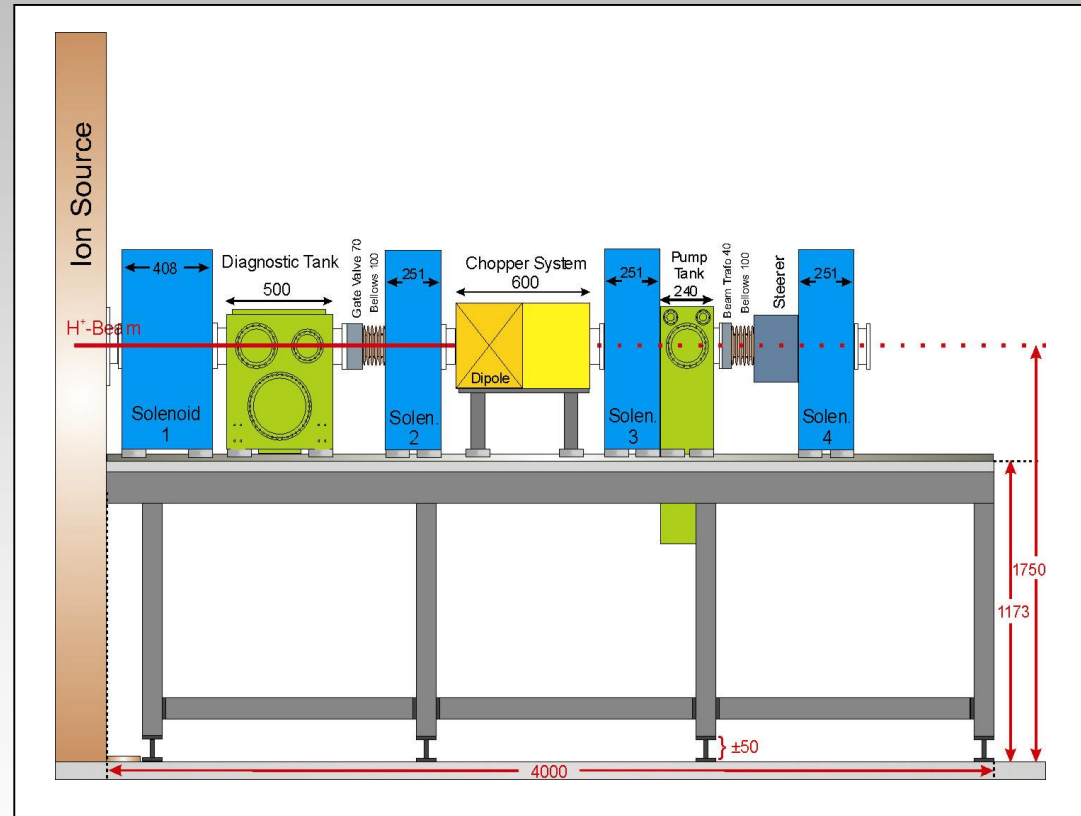 Ion Source
H⁺-Beam
408
Solenoid
1
Diagnostic Tank
500
Gate Valve 70
Bellows 100
251
Solen.
2
Chopper System
600
Dipole
251
Solen.
3
Pump
Tank
240
Beam Trafo 40
Bellows 100
Steerer
251
Solen.
4
1750
1173
±50
4000